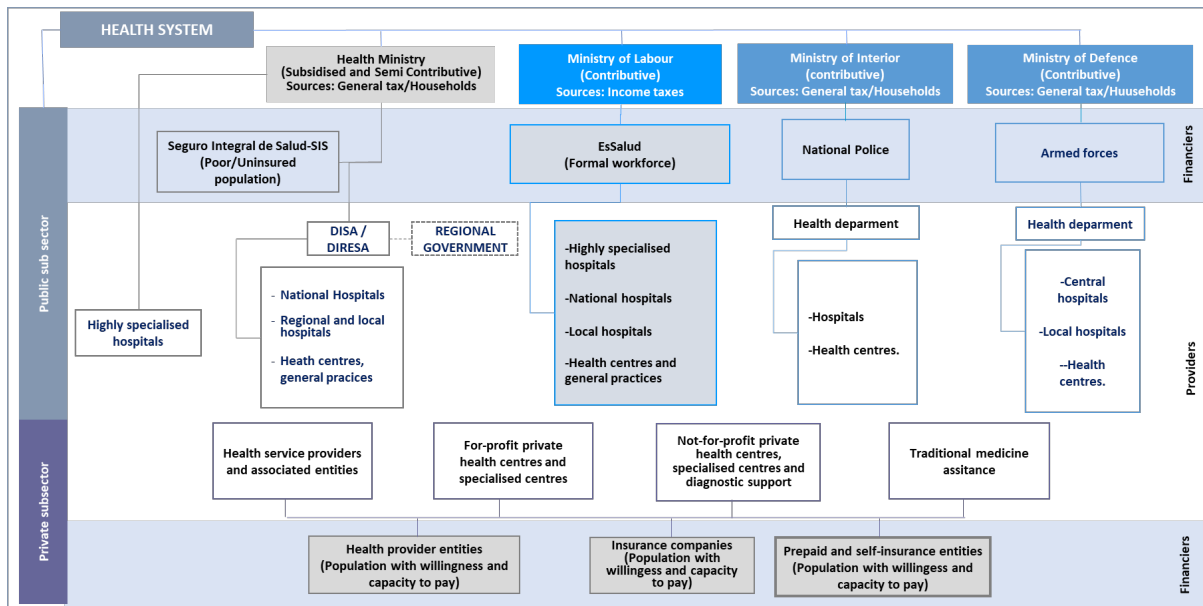 HEALTH SYSTEM
Health Ministry
(Subsidised and Semi Contributive)
Sources: General tax/Hourseholds
Ministry of Labour
(Contributive)
Sources: Income taxes
Ministry of Interior
(contributive)
Sources: General tax/Households
Ministry of Defence
(Contributive)
Sources: General tax/Huuseholds
Public sub sector
Seguro Integral de Salud-SIS
(Poor/Uninsured
population)
EsSalud
(Formal workforce)
National Police
Armed forces
Financiers
DISA /
DIRESA
REGIONAL
GOVERNMENT
Health deparment
Health deparment
Highly specialised
hospitals
- National Hospitals
- Regional and local
hospitals
- Heath centres,
general pracices
-Highly specialised
hospitals
-National hospitals
-Local hospitals
-Health centres and
general practices
-Hospitals
-Health centres.
-Central
hospitals
-Local hospitals
--Health
centres.
Providers
Private subsector
Health service providers
and associated entities
For-profit private
health centres and
specialised centres
Not-for-profit private
health centres,
specialised centres and
diagnostic support
Traditional medicine
assitance
Health provider entities
(Population with willingness and
capacity to pay)
Insurance companies
(Population with
willingess and capacity
to pay)
Prepaid and self-insurance entities
(Population with willingess and
capacity to pay)
Financiers